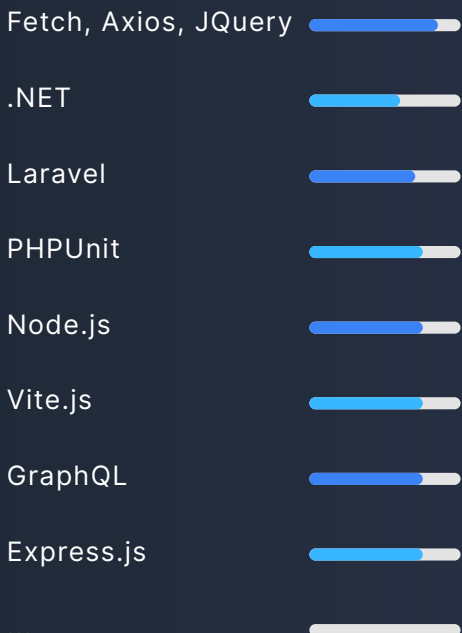 Fetch, Axios, JQuery
.NET
Laravel
PHPUnit
Node.js
Vite.js
GraphQL
Express.js